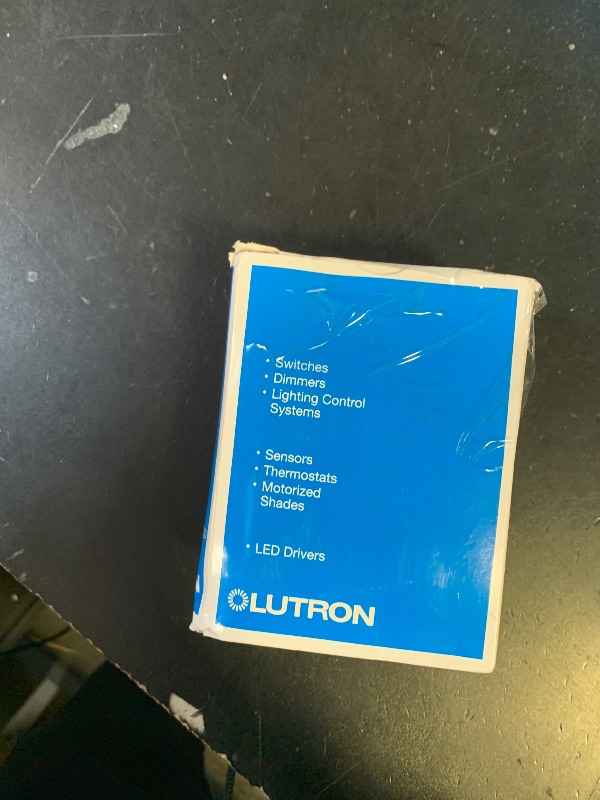 • Switches
• Dimmers
• Lighting Control
Systems
• Sensors
• Thermostats
• Motorized
Shades
• LED Drivers
LUTRON